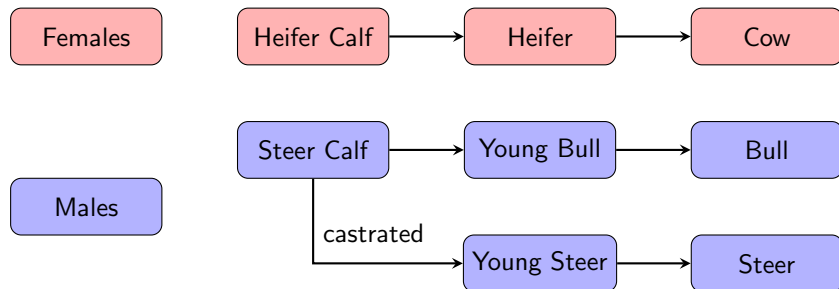 Females
Heifer Calf
Heifer
Cow
Males
Steer Calf
Young Bull
Bull
castrated
Young Steer
Steer